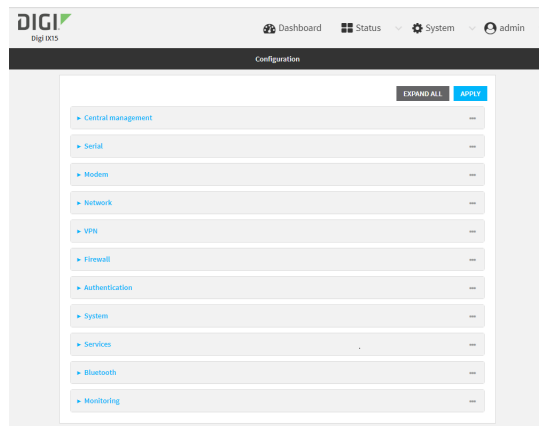 DIGI
Digi IX15
Dashboard Status System admin
Configuration
EXPAND ALL APPLY
Central management
Serial
Modem
Network
VPN
Firewall
Authentication
System
Services
Bluetooth
Monitoring